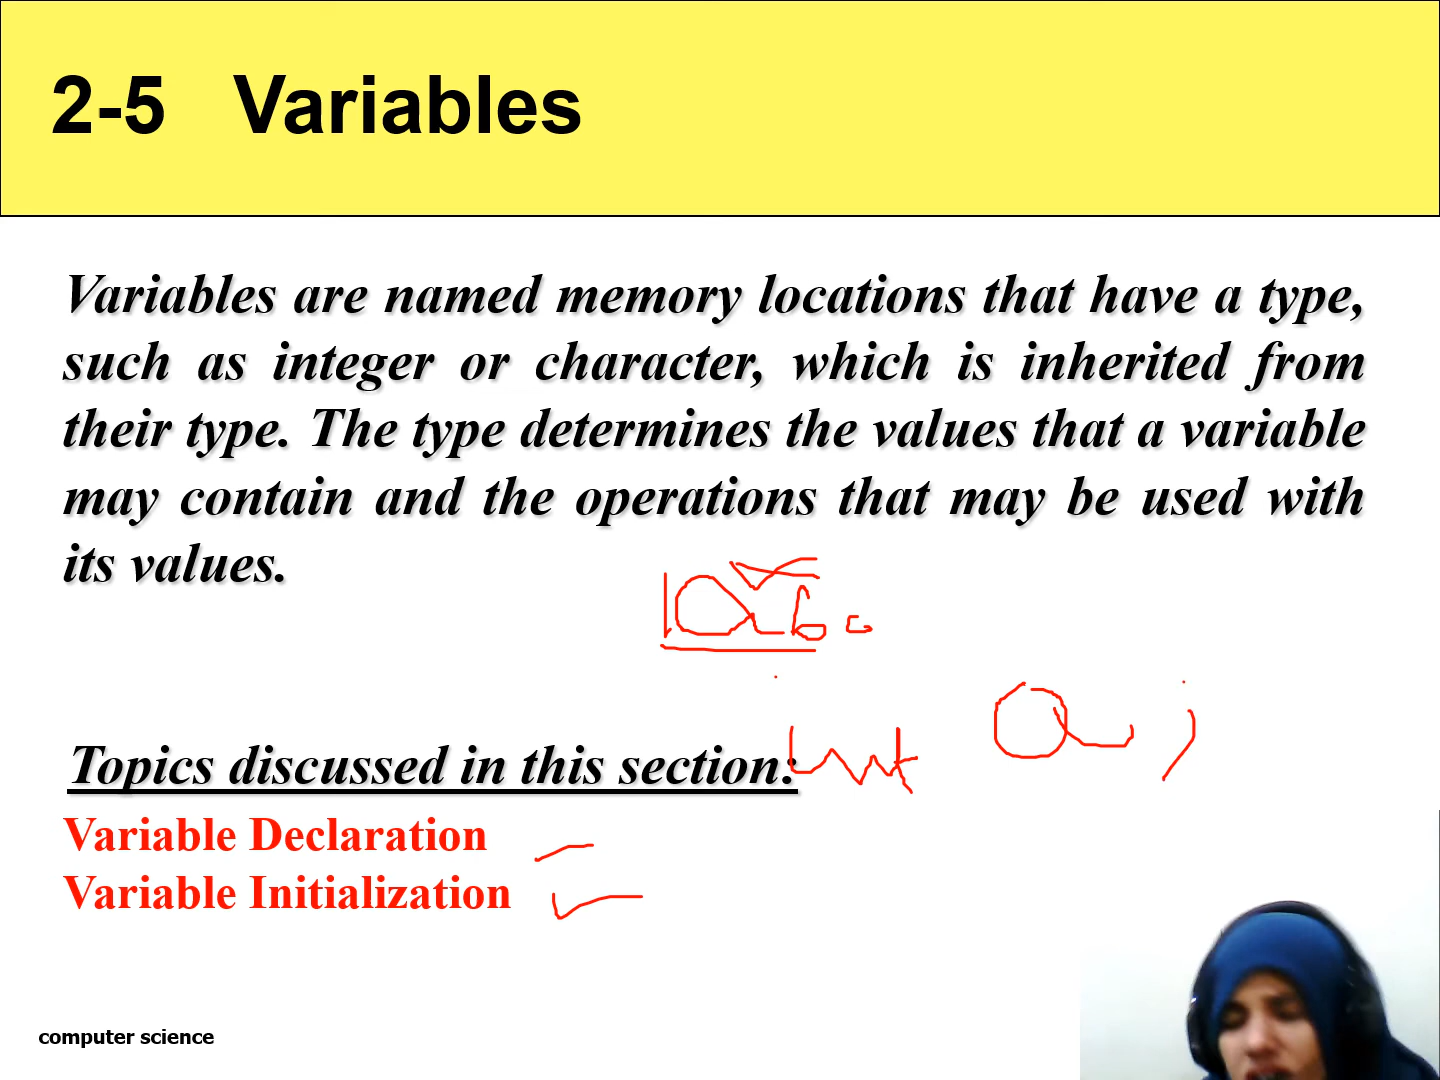 2-5 Variables
Variables are named memory locations that have a type,
such as integer or character, which is inherited from
their type. The type determines the values that a variable
may contain and the operations that may be used with
its values.
int a ;
Topics discussed in this section:
Variable Declaration
Variable Initialization
computer science